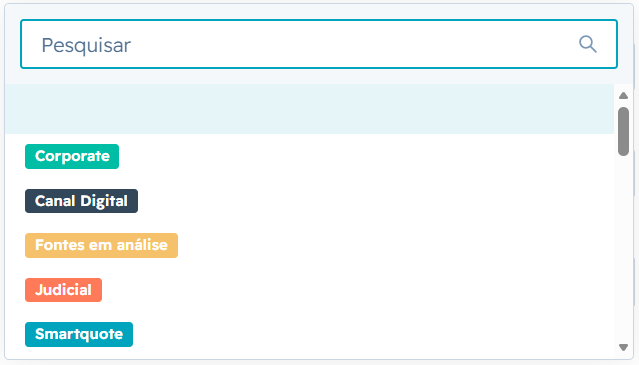 Pesquisar
Corporate
Canal Digital
Fontes em análise
Judicial
Smartquote